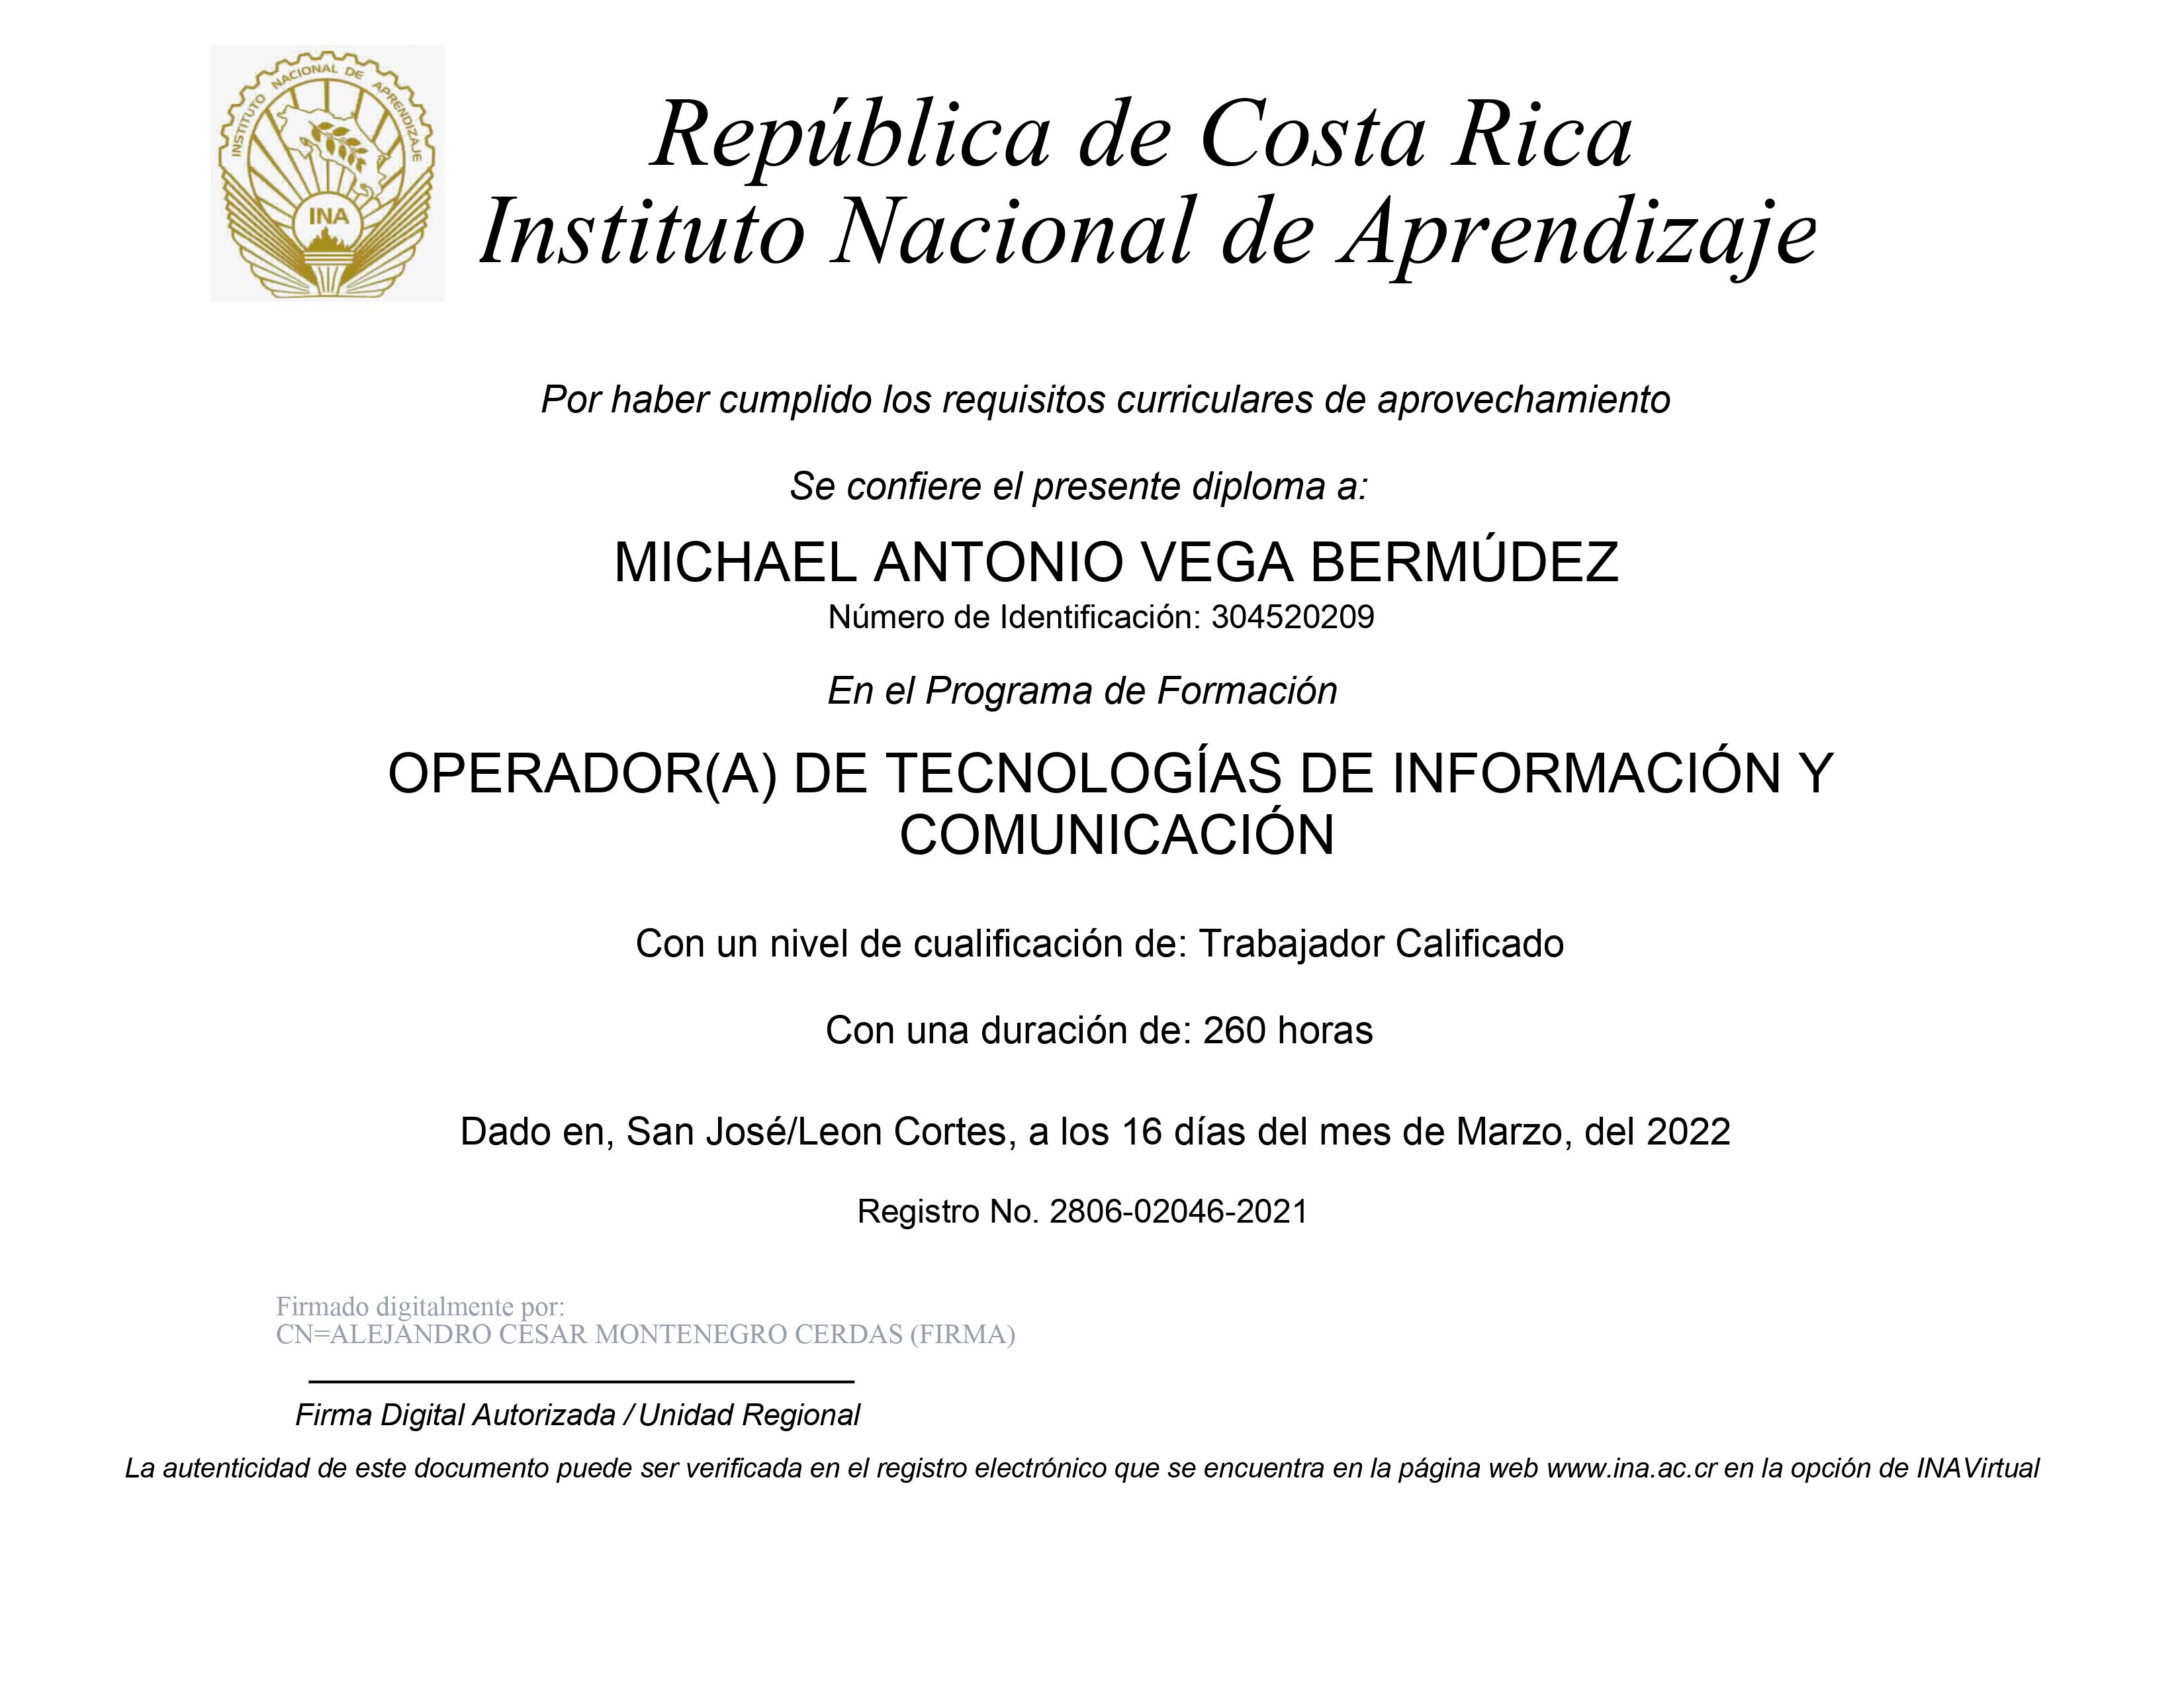 INSTITUTO NACIONAL DE APRENDIZAJE
INA
República de Costa Rica
Instituto Nacional de Aprendizaje
Por haber cumplido los requisitos curriculares de aprovechamiento
Se confiere el presente diploma a:
MICHAEL ANTONIO VEGA BERMÚDEZ
Número de Identificación: 304520209
En el Programa de Formación
OPERADOR(A) DE TECNOLOGÍAS DE INFORMACIÓN Y
COMUNICACIÓN
Con un nivel de cualificación de: Trabajador Calificado
Con una duración de: 260 horas
Dado en, San José/Leon Cortes, a los 16 días del mes de Marzo, del 2022
Registro No. 2806-02046-2021
Firmado digitalmente por:
CN=ALEJANDRO CESAR MONTENEGRO CERDAS (FIRMA)
Firma Digital Autorizada / Unidad Regional
La autenticidad de este documento puede ser verificada en el registro electrónico que se encuentra en la página web www.ina.ac.cr en la opción de INAVirtual